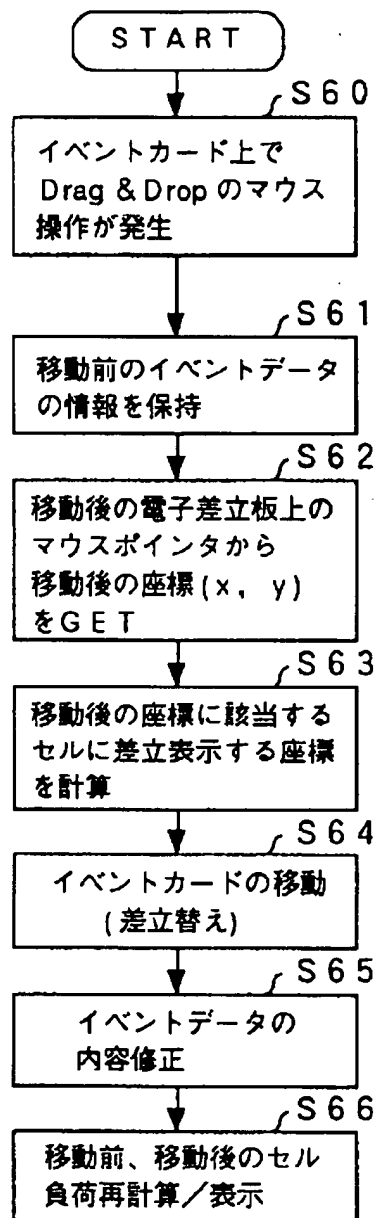 START
S60
イベントカード上で
Drag &Drop のマウス
操作が発生
S61
移動前のイベントデータ
の情報を保持
S62
移動後の電子差立板上の
マウスポインタから
移動後の座標(x, y)
をGET
S63
移動後の座標に該当する
セルに差立表示する座標
を計算
S64
イベントカードの移動
(差立替え)
S65
イベントデータの
内容修正
S66
移動前、移動後のセル
負荷再計算／表示